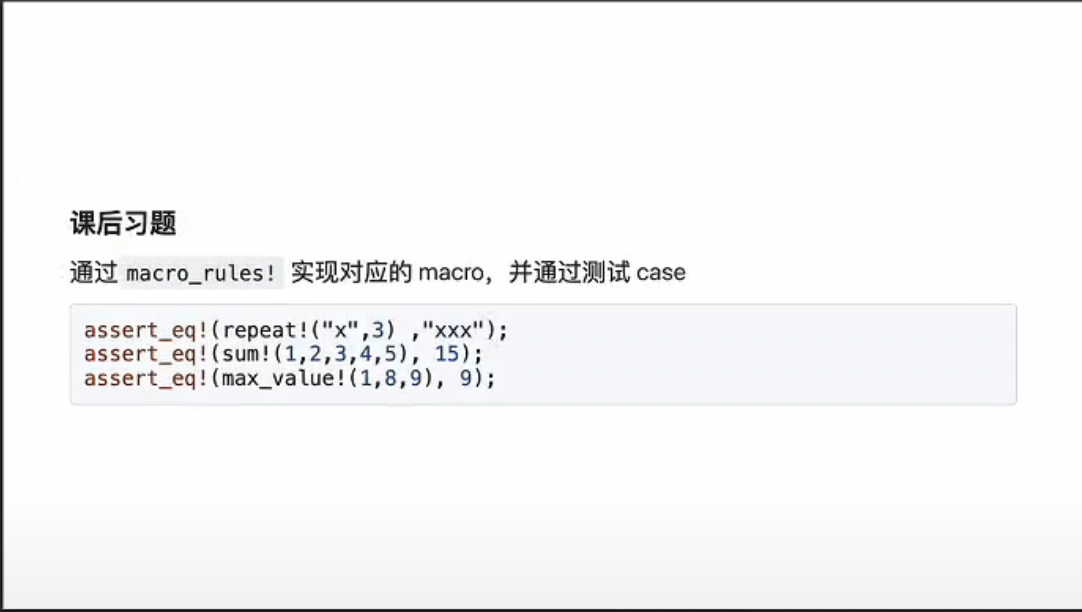 课后习题
通过 macro_rules! 实现对应的 macro，并通过测试 case
assert_eq!(repeat!("x",3) ,"xxx");
assert_eq!(sum!(1,2,3,4,5), 15);
assert_eq!(max_value!(1,8,9), 9);